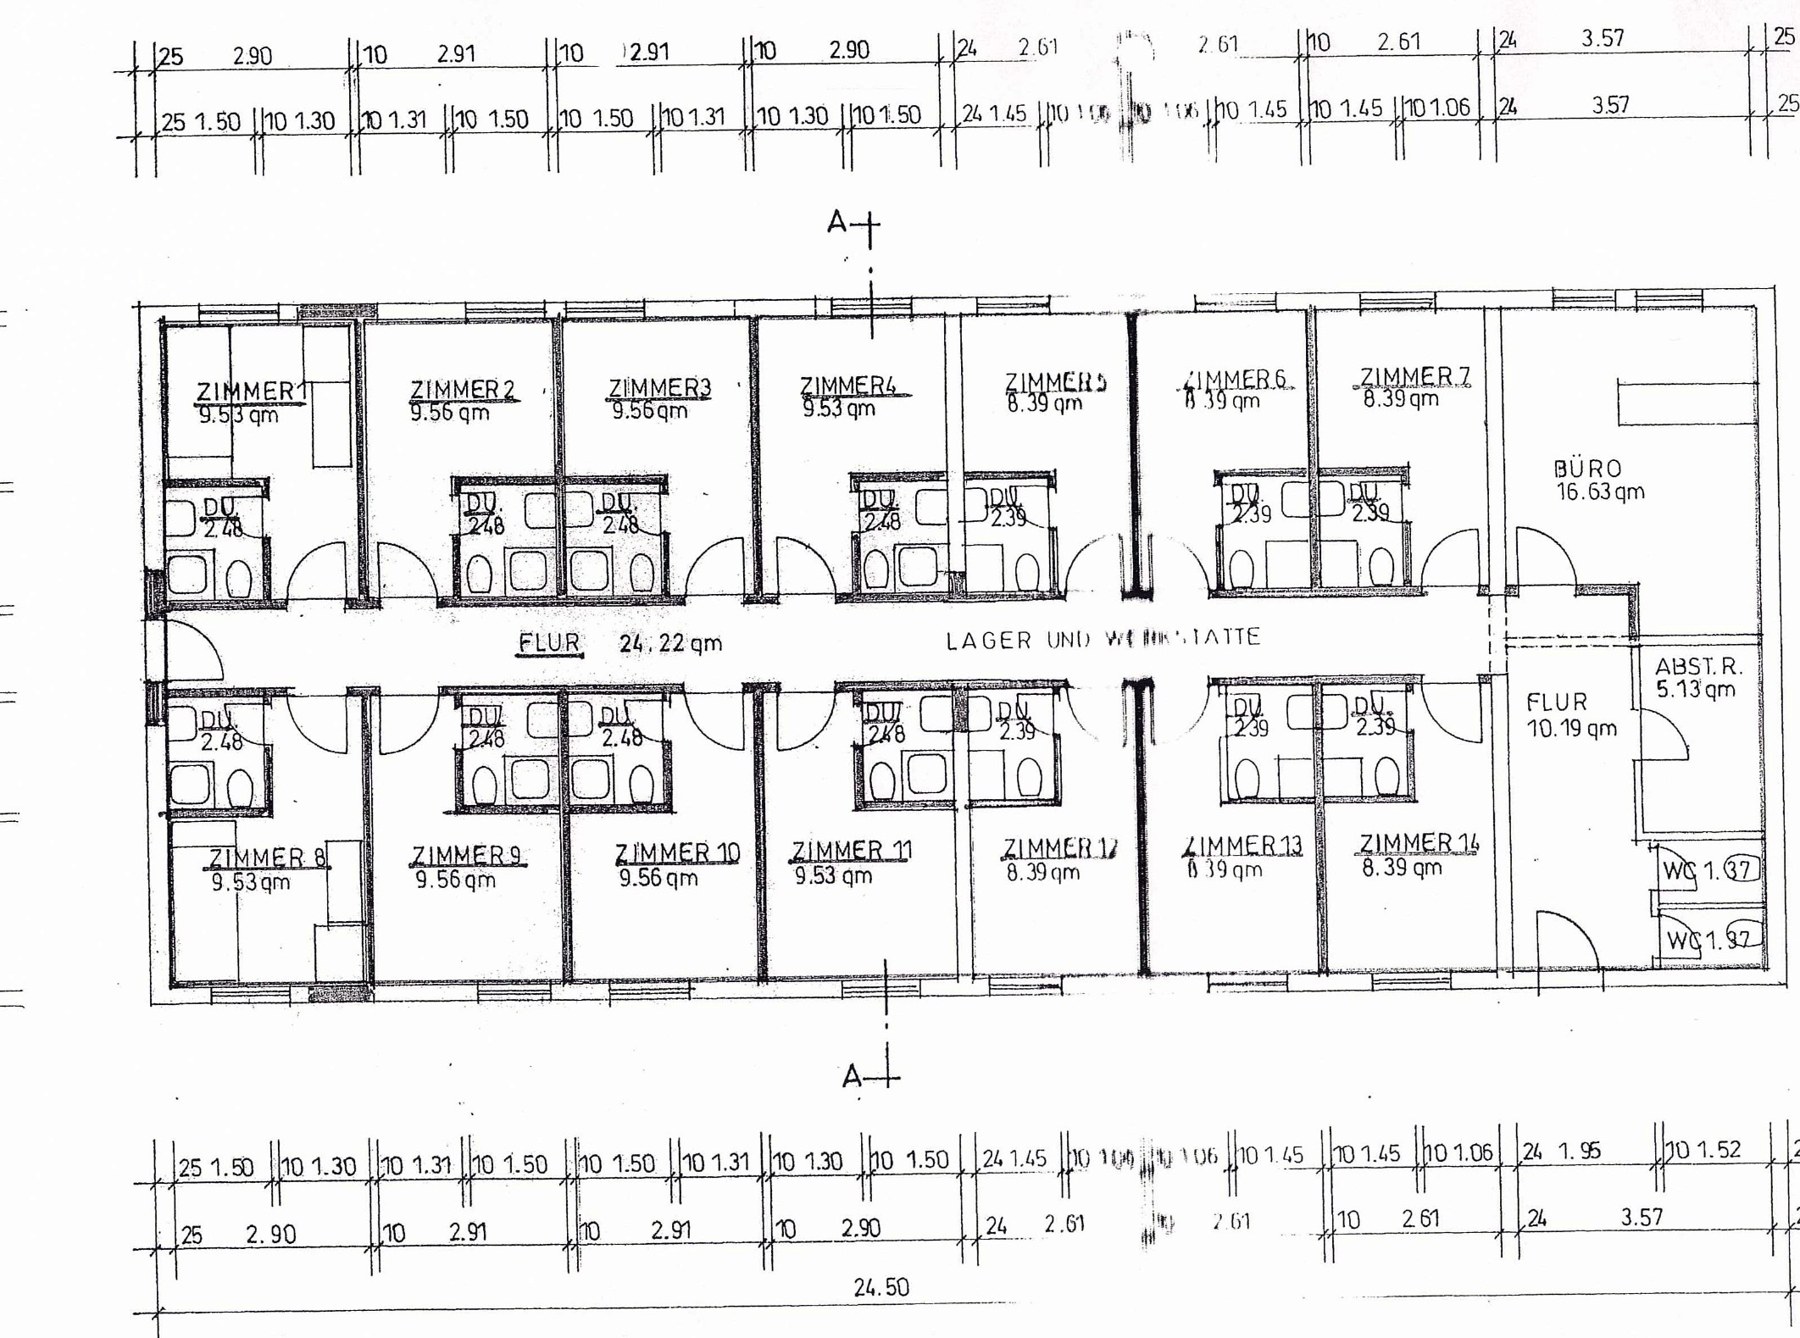 25 2.90 10 2.91 10 2.91 10 2.90 24 2.61 2.61 10 2.61 24 3.57 25
25 1.50 10 1.30 10 1.31 10 1.50 10 1.50 10 1.31 10 1.30 10 1.50 24 1.45 10 1.06 10 1.06 10 1.45 10 1.45 10 1.06 24 3.57 25
A
ZIMMER 1 ZIMMER 2 ZIMMER 3 ZIMMER 4 ZIMMER 5 ZIMMER 6 ZIMMER 7
9.53 qm 9.56 qm 9.56 qm 9.53 qm 8.39 qm 8.39 qm 8.39 qm
BÜRO
16.63 qm
DU. DU. DU. DU. DU. DU. DU.
2.48 2.48 2.48 2.48 2.39 2.39 2.39
FLUR 24.22 qm LAGER UND WERKSTATTE
ABST. R.
5.13 qm
FLUR
10.19 qm
DU. DU. DU. DU. DU. DU. DU.
2.48 2.48 2.48 2.48 2.39 2.39 2.39
ZIMMER 8 ZIMMER 9 ZIMMER 10 ZIMMER 11 ZIMMER 12 ZIMMER 13 ZIMMER 14
9.53 qm 9.56 qm 9.56 qm 9.53 qm 8.39 qm 8.39 qm 8.39 qm
WC 1.37
WC 1.37
A
25 1.50 10 1.30 10 1.31 10 1.50 10 1.50 10 1.31 10 1.30 10 1.50 24 1.45 10 1.06 10 1.06 10 1.45 10 1.45 10 1.06 24 1.95 10 1.52
25 2.90 10 2.91 10 2.91 10 2.90 24 2.61 10 2.61 10 2.61 24 3.57
24.50